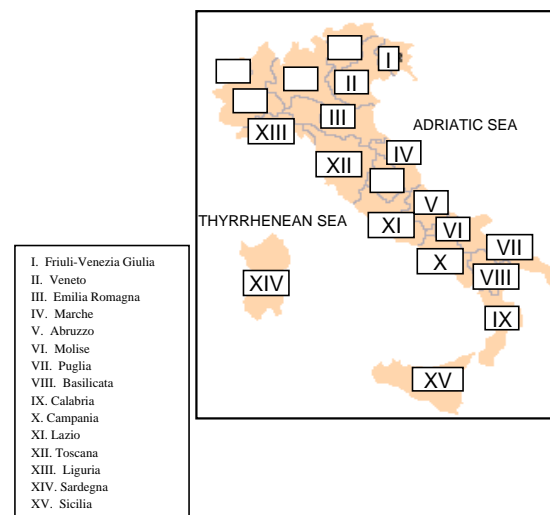 I
II
III
XIII
ADRIATIC SEA
IV
XII
V
THYRRHENEAN SEA
XI
VI
VII
X
VIII
XIV
IX
XV
I. Friuli-Venezia Giulia
II. Veneto
III. Emilia Romagna
IV. Marche
V. Abruzzo
VI. Molise
VII. Puglia
VIII. Basilicata
IX. Calabria
X. Campania
XI. Lazio
XII. Toscana
XIII. Liguria
XIV. Sardegna
XV. Sicilia